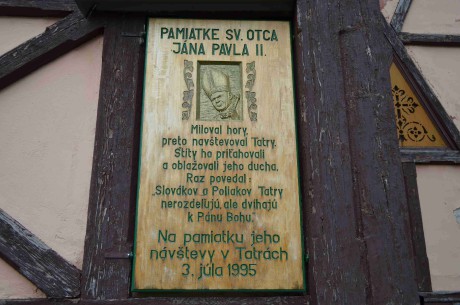 PAMIATKE SV. OTCA
JÁNA PAVLA II.
Miloval hory,
preto navštevoval Tatry.
Štíty ho priťahovali
a oblažovali jeho ducha.
Raz povedal:
„Slovákov a Poliakov Tatry
nerozdeľujú, ale dvíhajú
k Pánu Bohu."
Na pamiatku jeho
návštevy v Tatrách
3. júla 1995